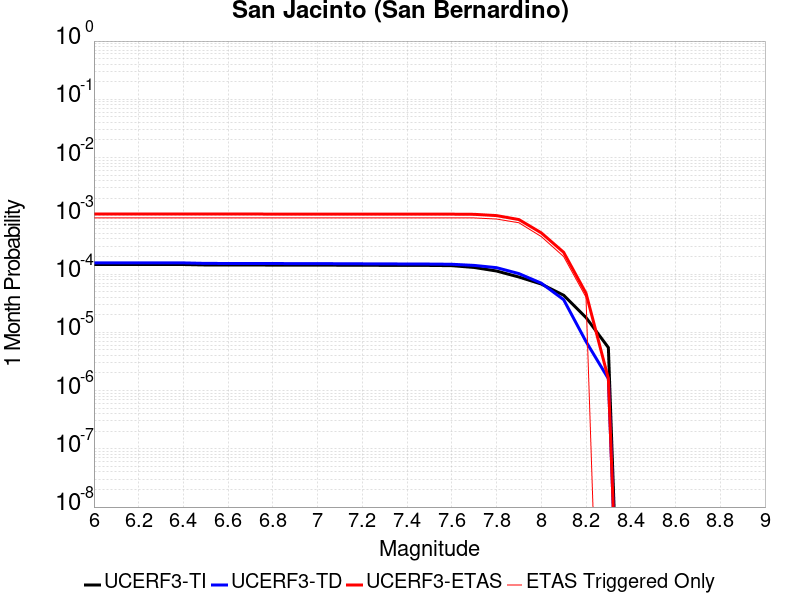 San Jacinto (San Bernardino)
10 0
10 -1
10 -2
10 -3
10 -4
10 -5
10 -6
10 -7
10 -8
1 Month Probability
6 6.2 6.4 6.6 6.8 7 7.2 7.4 7.6 7.8 8 8.2 8.4 8.6 8.8 9
Magnitude
UCERF3-TI UCERF3-TD UCERF3-ETAS ETAS Triggered Only